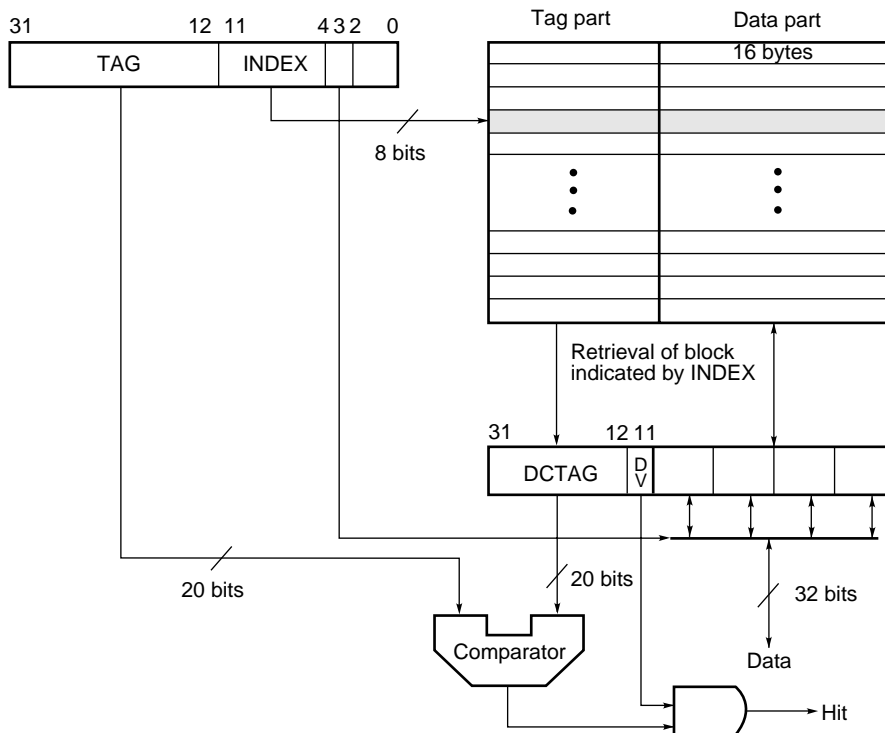 Tag part Data part
31 12 11 4 3 2 0
TAG INDEX
16 bytes
8 bits
Retrieval of block
indicated by INDEX
31 12 11
DCTAG D V
20 bits
20 bits
32 bits
Comparator
Data
Hit